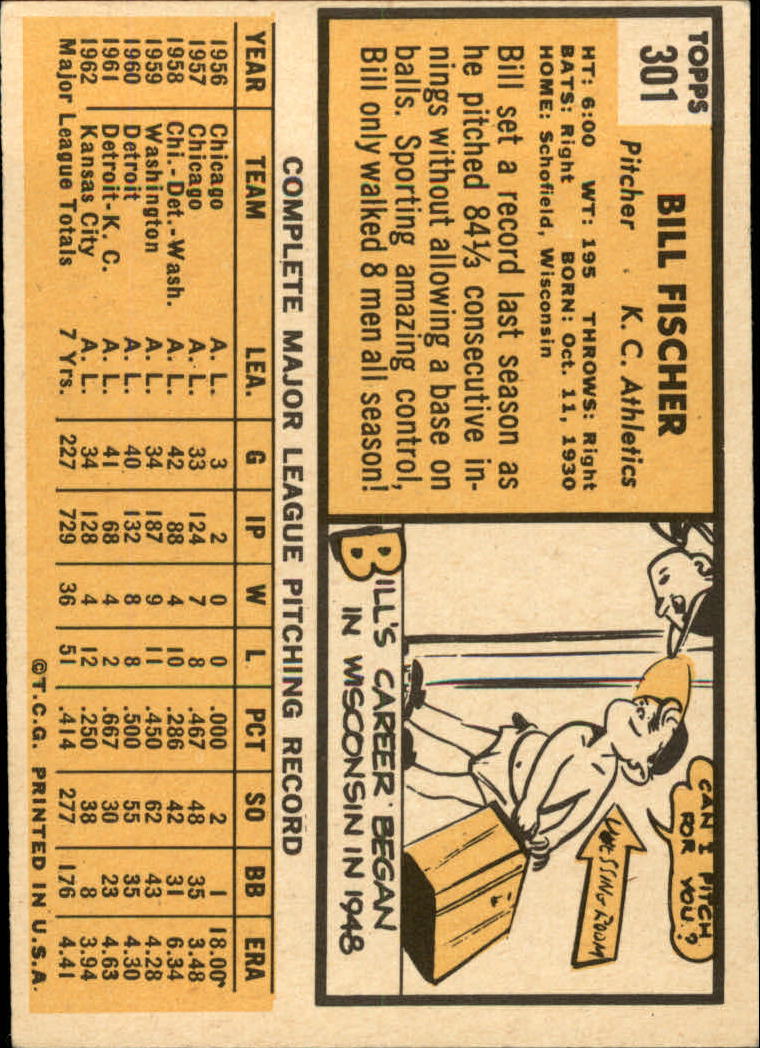 TOPPS
301
BILL FISCHER
Pitcher K. C. Athletics
HT: 6:00 WT: 195 THROWS: Right
BATS: Right BORN: Oct. 11, 1930
HOME: Schofield, Wisconsin
Bill set a record last season as
he pitched 84⅓ consecutive in-
nings without allowing a base on
balls. Sporting amazing control,
Bill only walked 8 men all season!
CAN I PITCH
FOR YOU?
DRESSING ROOM
BILL'S CAREER BEGAN
IN WISCONSIN IN 1948
COMPLETE MAJOR LEAGUE PITCHING RECORD
YEAR TEAM LEA. G IP W L PCT SO BB ERA
1956 Chicago A. L. 3 2 0 0 .000 2 1 18.00
1957 Chicago A. L. 33 124 7 8 .467 48 35 3.48
1958 Chi.-Det.-Wash. A. L. 42 88 4 10 .286 42 31 6.34
1959 Washington A. L. 34 187 9 11 .450 62 43 4.28
1960 Detroit A. L. 40 132 8 8 .500 55 35 4.30
1961 Detroit-K. C. A. L. 41 68 4 2 .667 30 23 4.63
1962 Kansas City A. L. 34 128 4 12 .250 38 8 3.94
Major League Totals 7 Yrs. 227 729 36 51 .414 277 176 4.41
©T.C.G. PRINTED IN U.S.A.